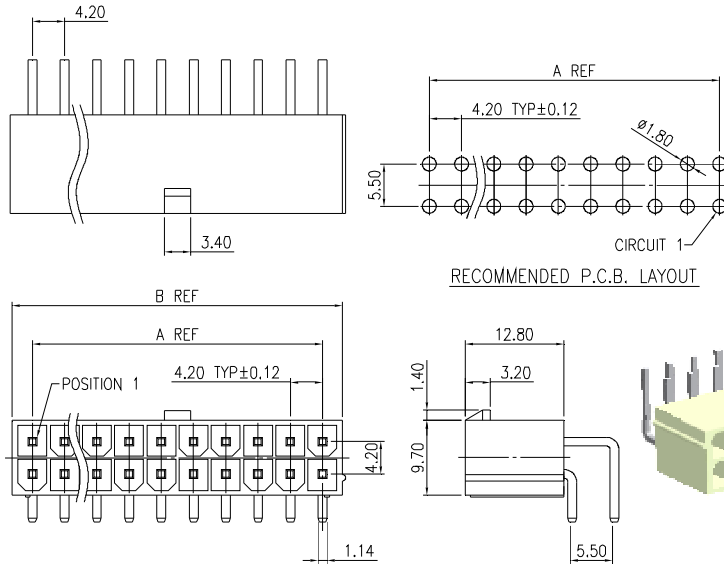 4.20
A REF
4.20 TYP±0.12
ø1.80
5.50
3.40
CIRCUIT 1
RECOMMENDED P.C.B. LAYOUT
B REF
A REF
4.20 TYP±0.12
POSITION 1
4.20
1.14
12.80
3.20
1.40
9.70
5.50